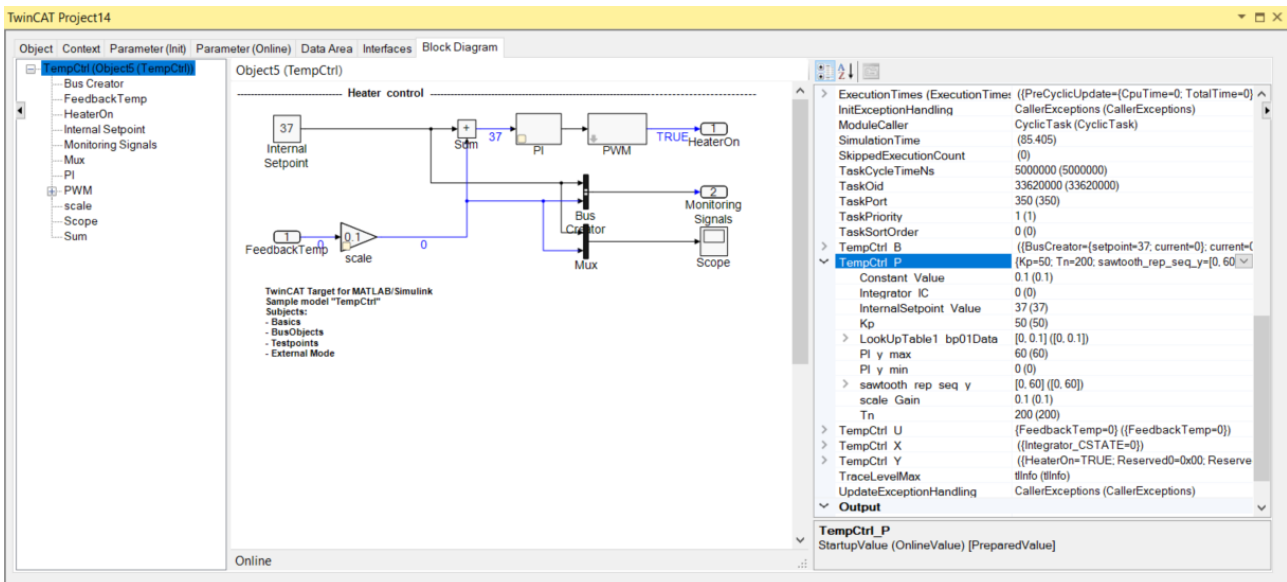 TwinCAT Project14
Object Context Parameter (Init) Parameter (Online) Data Area Interfaces Block Diagram
TempCtrl (Object5 (TempCtrl))
Bus Creator
FeedbackTemp
HeaterOn
Internal Setpoint
Monitoring Signals
Mux
PI
PWM
scale
Scope
Sum
Object5 (TempCtrl)
Heater control
37
Internal
Setpoint
+
Sum
37
PI
PWM
TRUE
1
HeaterOn
2
Monitoring
Signals
Bus
Creator
1
FeedbackTemp
0
0.1
scale
0
Mux
Scope
TwinCAT Target for MATLAB/Simulink
Sample model "TempCtrl"
Subjects:
- Basics
- BusObjects
- Testpoints
- External Mode
Online
ExecutionTimes (ExecutionTimes ({PreCyclicUpdate={CpuTime=0; TotalTime=0}
InitExceptionHandling CallerExceptions (CallerExceptions)
ModuleCaller CyclicTask (CyclicTask)
SimulationTime (85.405)
SkippedExecutionCount (0)
TaskCycleTimeNs 5000000 (5000000)
TaskOid 33620000 (33620000)
TaskPort 350 (350)
TaskPriority 1 (1)
TaskSortOrder 0 (0)
TempCtrl B ({BusCreator={setpoint=37; current=0}; current=0
TempCtrl P {Kp=50; Tn=200; sawtooth_rep_seq_y=[0, 60
Constant Value 0.1 (0.1)
Integrator IC 0 (0)
InternalSetpoint Value 37 (37)
Kp 50 (50)
LookUpTable1 bp01Data [0, 0.1] ([0, 0.1])
PI y max 60 (60)
PI y min 0 (0)
sawtooth rep seq y [0, 60] ([0, 60])
scale Gain 0.1 (0.1)
Tn 200 (200)
TempCtrl U {FeedbackTemp=0} ({FeedbackTemp=0})
TempCtrl X ({Integrator_CSTATE=0})
TempCtrl Y ({HeaterOn=TRUE; Reserved0=0x00; Reserve
TraceLevelMax tlInfo (tlInfo)
UpdateExceptionHandling CallerExceptions (CallerExceptions)
Output
TempCtrl_P
StartupValue (OnlineValue) [PreparedValue]